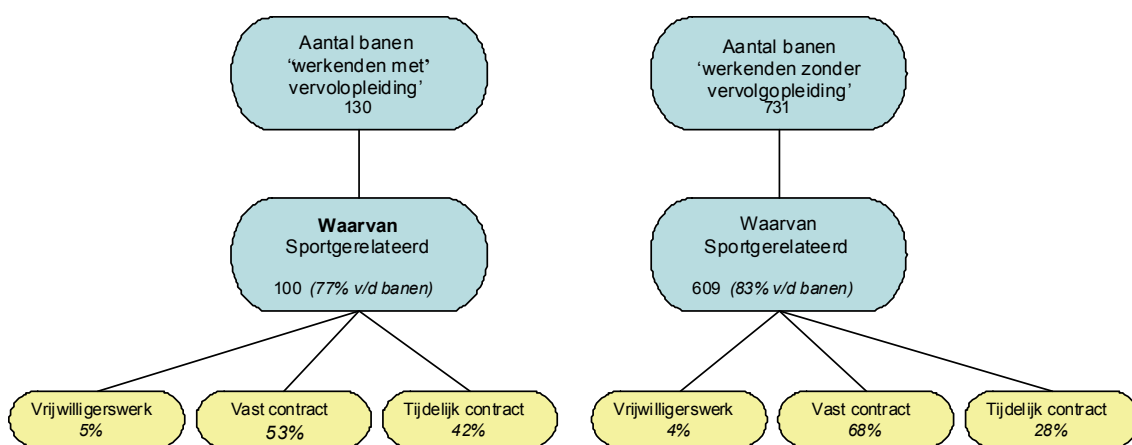 Aantal banen
‘werkenden met’
vervolopleiding’
130
Aantal banen
‘werkenden zonder
vervolgopleiding’
731
Waarvan
Sportgerelateerd
100 (77% v/d banen)
Waarvan
Sportgerelateerd
609 (83% v/d banen)
Vrijwilligerswerk
5%
Vast contract
53%
Tijdelijk contract
42%
Vrijwilligerswerk
4%
Vast contract
68%
Tijdelijk contract
28%